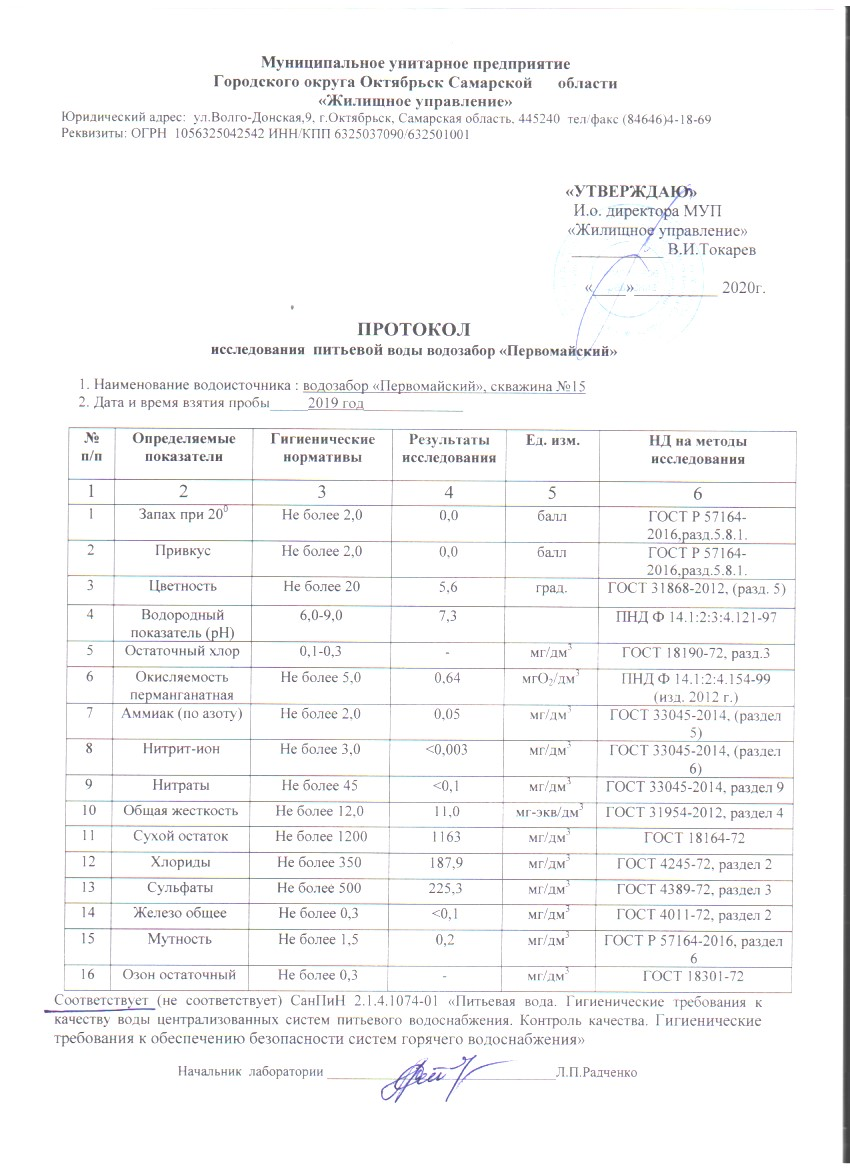 Муниципальное унитарное предприятие
Городского округа Октябрьск Самарской области
«Жилищное управление»
Юридический адрес: ул.Волго-Донская,9, г.Октябрьск, Самарская область, 445240 тел/факс (84646)4-18-69
Реквизиты: ОГРН 1056325042542 ИНН/КПП 6325037090/632501001
«УТВЕРЖДАЮ»
И.о. директора МУП
«Жилищное управление»
___________ В.И.Токарев
«____»__________ 2020г.
ПРОТОКОЛ
исследования питьевой воды водозабор «Первомайский»
1. Наименование водоисточника : водозабор «Первомайский», скважина №15
2. Дата и время взятия пробы_____2019 год_____________
№ п/п | Определяемые показатели | Гигиенические нормативы | Результаты исследования | Ед. изм. | НД на методы исследования
1 | 2 | 3 | 4 | 5 | 6
1 | Запах при 20⁰ | Не более 2,0 | 0,0 | балл | ГОСТ Р 57164-2016,разд.5.8.1.
2 | Привкус | Не более 2,0 | 0,0 | балл | ГОСТ Р 57164-2016,разд.5.8.1.
3 | Цветность | Не более 20 | 5,6 | град. | ГОСТ 31868-2012, (разд. 5)
4 | Водородный показатель (рН) | 6,0-9,0 | 7,3 | | ПНД Ф 14.1:2:3:4.121-97
5 | Остаточный хлор | 0,1-0,3 | - | мг/дм³ | ГОСТ 18190-72, разд.3
6 | Окисляемость перманганатная | Не более 5,0 | 0,64 | мгО₂/дм³ | ПНД Ф 14.1:2:4.154-99 (изд. 2012 г.)
7 | Аммиак (по азоту) | Не более 2,0 | 0,05 | мг/дм³ | ГОСТ 33045-2014, (раздел 5)
8 | Нитрит-ион | Не более 3,0 | <0,003 | мг/дм³ | ГОСТ 33045-2014, (раздел 6)
9 | Нитраты | Не более 45 | <0,1 | мг/дм³ | ГОСТ 33045-2014, раздел 9
10 | Общая жесткость | Не более 12,0 | 11,0 | мг-экв/дм³ | ГОСТ 31954-2012, раздел 4
11 | Сухой остаток | Не более 1200 | 1163 | мг/дм³ | ГОСТ 18164-72
12 | Хлориды | Не более 350 | 187,9 | мг/дм³ | ГОСТ 4245-72, раздел 2
13 | Сульфаты | Не более 500 | 225,3 | мг/дм³ | ГОСТ 4389-72, раздел 3
14 | Железо общее | Не более 0,3 | <0,1 | мг/дм³ | ГОСТ 4011-72, раздел 2
15 | Мутность | Не более 1,5 | 0,2 | мг/дм³ | ГОСТ Р 57164-2016, раздел 6
16 | Озон остаточный | Не более 0,3 | - | мг/дм³ | ГОСТ 18301-72
Соответствует (не соответствует) СанПиН 2.1.4.1074-01 «Питьевая вода. Гигиенические требования к
качеству воды централизованных систем питьевого водоснабжения. Контроль качества. Гигиенические
требования к обеспечению безопасности систем горячего водоснабжения»
Начальник лаборатории ______________________________Л.П.Радченко